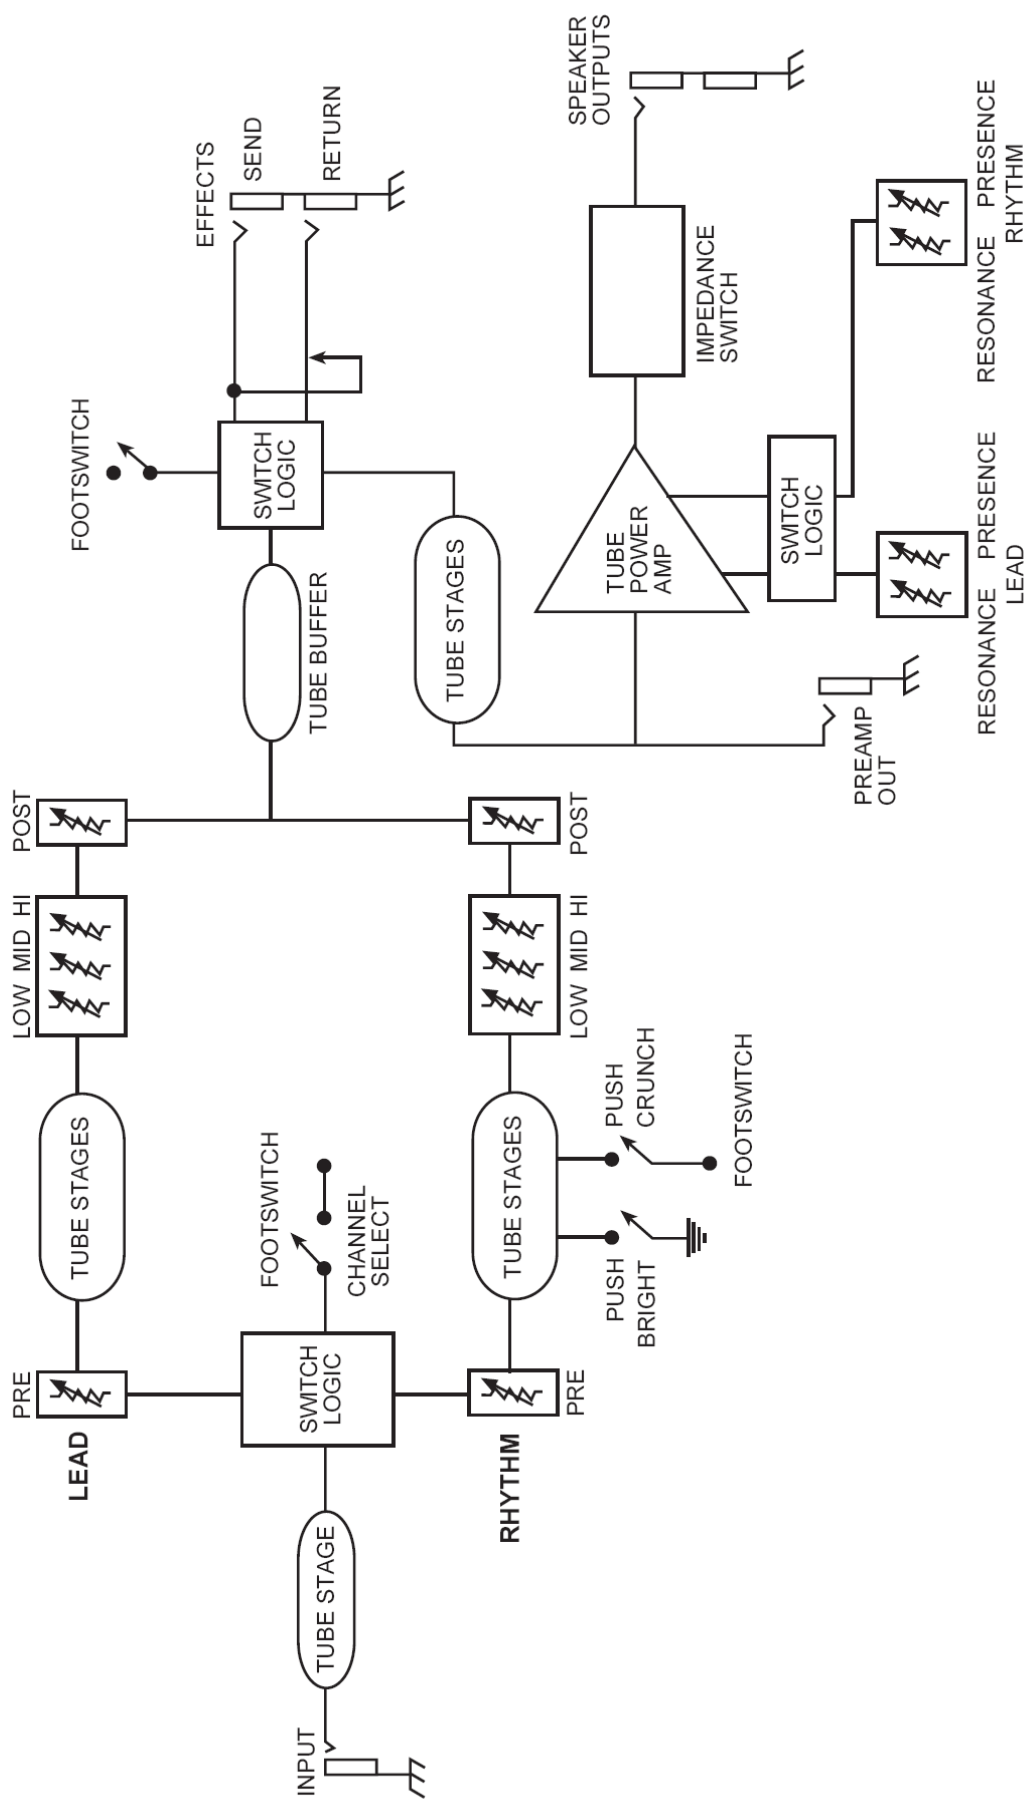 INPUT
TUBE STAGE
SWITCH
LOGIC
FOOTSWITCH
CHANNEL
SELECT
LEAD
PRE
TUBE STAGES
LOW MID HI
POST
RHYTHM
PRE
TUBE STAGES
PUSH
BRIGHT
PUSH
CRUNCH
FOOTSWITCH
LOW MID HI
POST
TUBE BUFFER
SWITCH
LOGIC
FOOTSWITCH
EFFECTS
SEND
RETURN
TUBE STAGES
PREAMP
OUT
TUBE
POWER
AMP
SWITCH
LOGIC
RESONANCE PRESENCE
LEAD
RESONANCE PRESENCE
RHYTHM
IMPEDANCE
SWITCH
SPEAKER
OUTPUTS